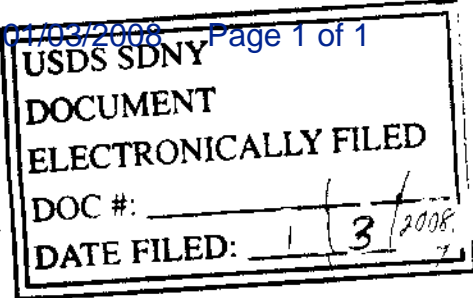 01/03/2008 Page 1 of 1
USDS SDNY
DOCUMENT
ELECTRONICALLY FILED
DOC #:
DATE FILED: 1/3/2008